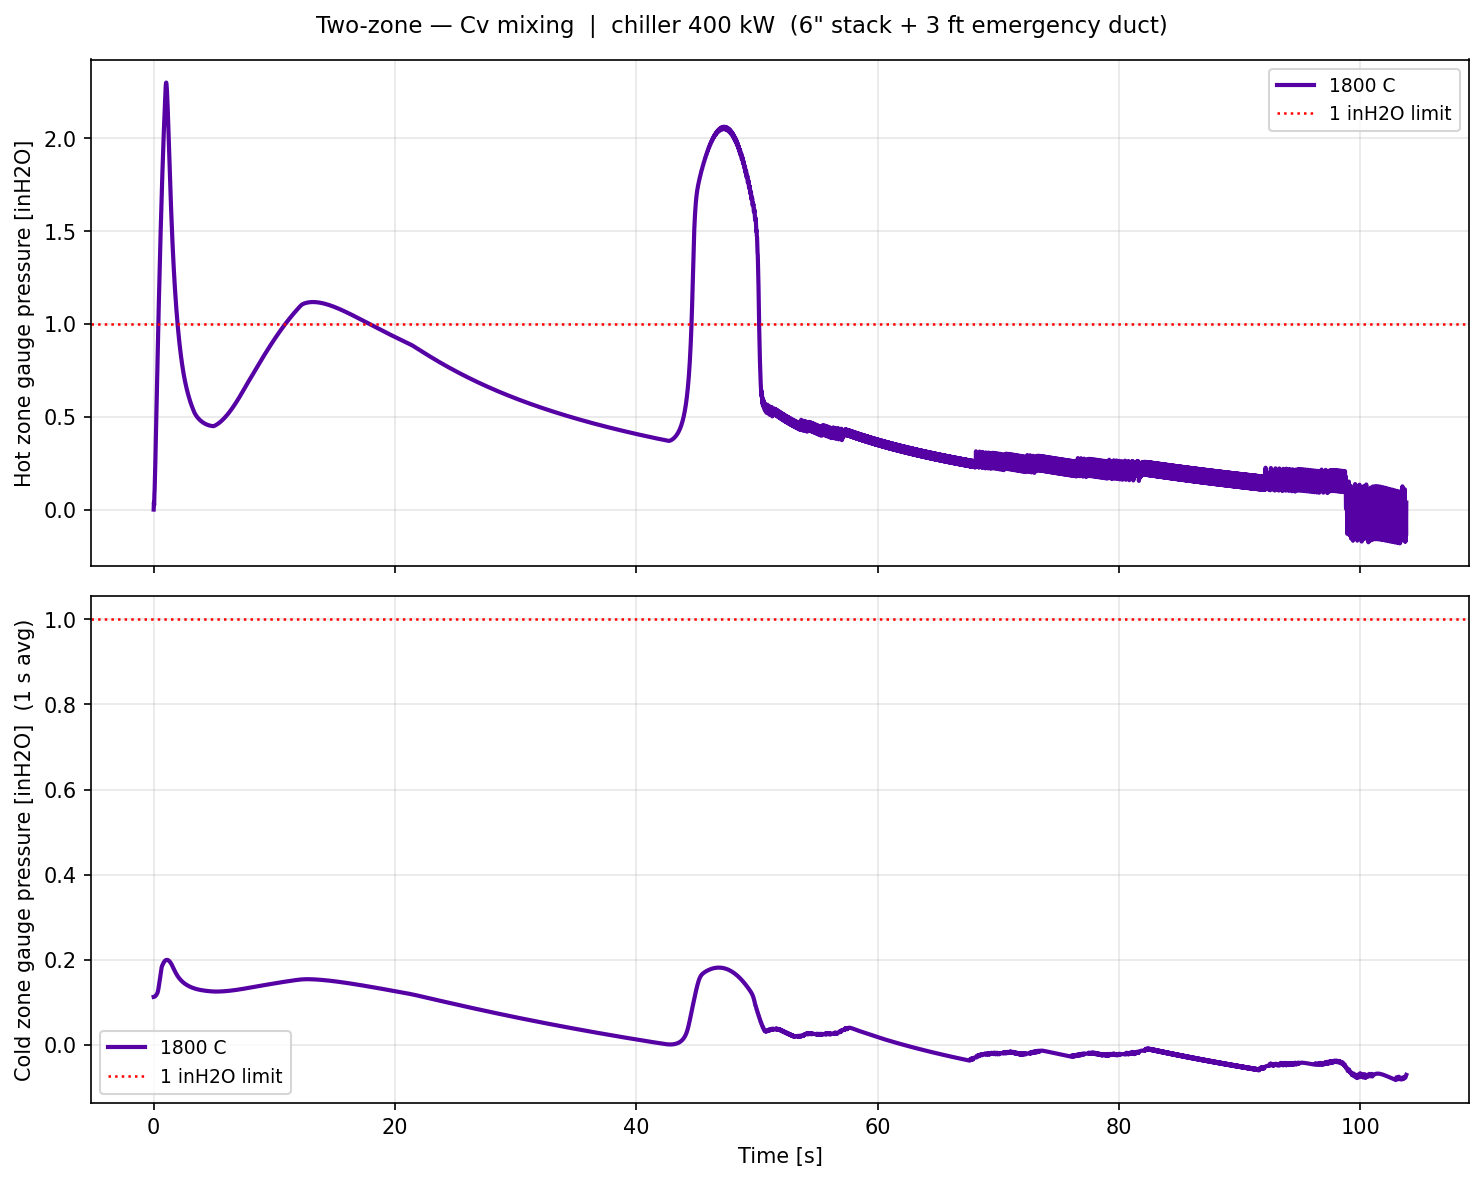 Two-zone — Cv mixing | chiller 400 kW (6" stack + 3 ft emergency duct)
Hot zone gauge pressure [inH2O]
2.0
1.5
1.0
0.5
0.0
1800 C
1 inH2O limit
Cold zone gauge pressure [inH2O] (1 s avg)
1.0
0.8
0.6
0.4
0.2
0.0
1800 C
1 inH2O limit
0 20 40 60 80 100
Time [s]